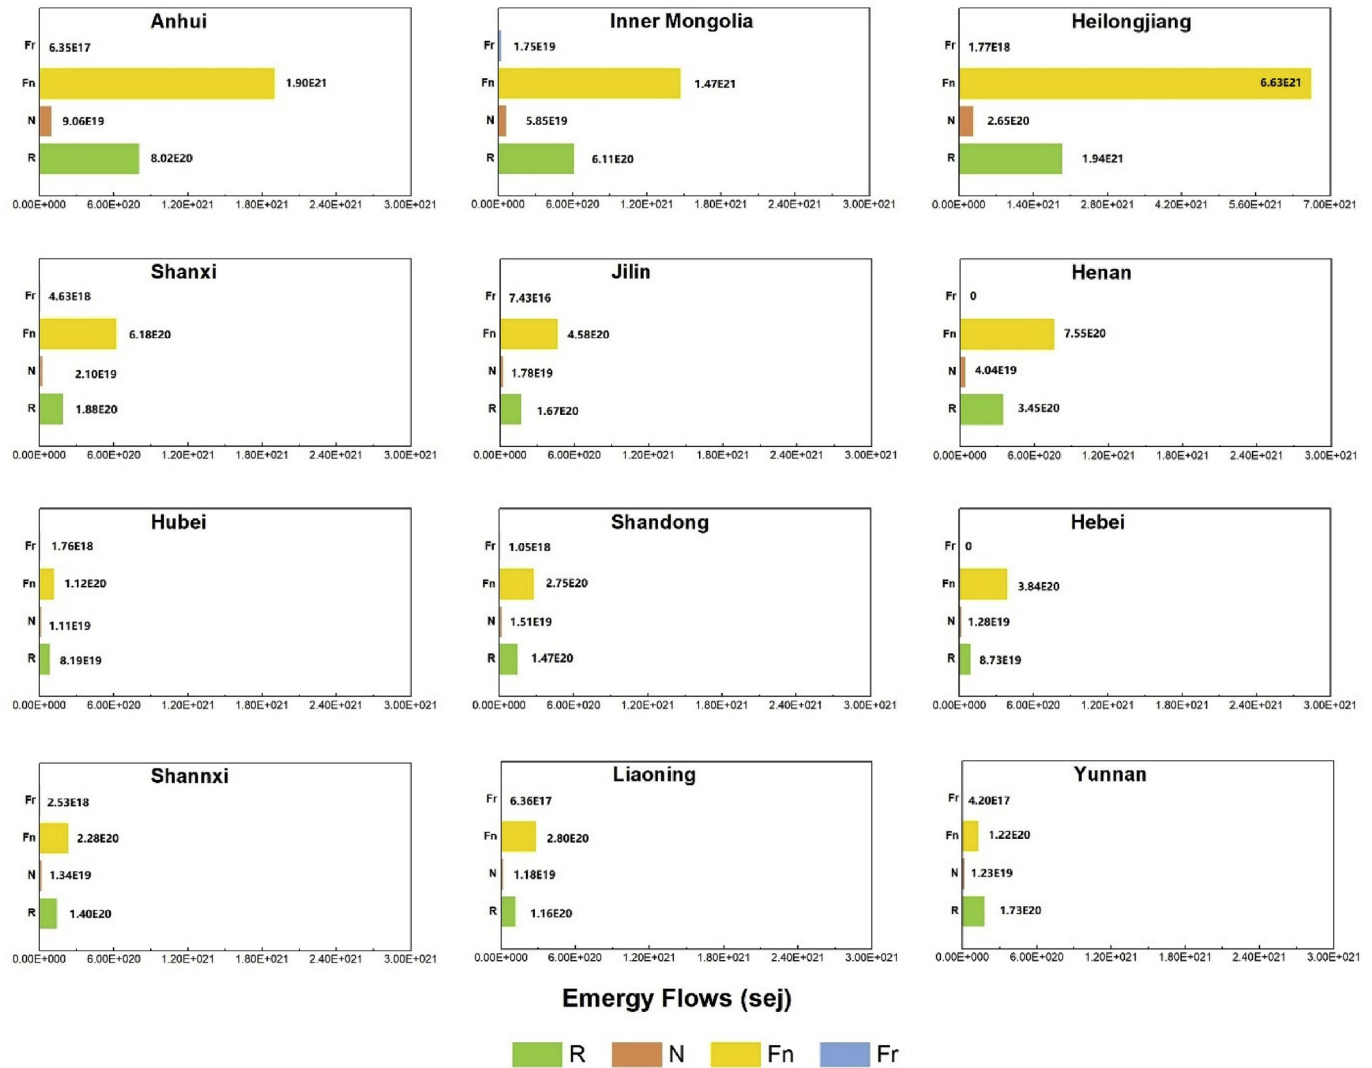 Anhui
Fr 6.35E17
Fn 1.90E21
N 9.06E19
R 8.02E20
0.00E+000 6.00E+020 1.20E+021 1.80E+021 2.40E+021 3.00E+021
Inner Mongolia
Fr 1.75E19
Fn 1.47E21
N 5.85E19
R 6.11E20
0.00E+000 6.00E+020 1.20E+021 1.80E+021 2.40E+021 3.00E+021
Heilongjiang
Fr 1.77E18
Fn 6.63E21
N 2.65E20
R 1.94E21
0.00E+000 1.40E+021 2.80E+021 4.20E+021 5.60E+021 7.00E+021
Shanxi
Fr 4.63E18
Fn 6.18E20
N 2.10E19
R 1.88E20
0.00E+000 6.00E+020 1.20E+021 1.80E+021 2.40E+021 3.00E+021
Jilin
Fr 7.43E16
Fn 4.58E20
N 1.78E19
R 1.67E20
0.00E+000 6.00E+020 1.20E+021 1.80E+021 2.40E+021 3.00E+021
Henan
Fr 0
Fn 7.55E20
N 4.04E19
R 3.45E20
0.00E+000 6.00E+020 1.20E+021 1.80E+021 2.40E+021 3.00E+021
Hubei
Fr 1.76E18
Fn 1.12E20
N 1.11E19
R 8.19E19
0.00E+000 6.00E+020 1.20E+021 1.80E+021 2.40E+021 3.00E+021
Shandong
Fr 1.05E18
Fn 2.75E20
N 1.51E19
R 1.47E20
0.00E+000 6.00E+020 1.20E+021 1.80E+021 2.40E+021 3.00E+021
Hebei
Fr 0
Fn 3.84E20
N 1.28E19
R 8.73E19
0.00E+000 6.00E+020 1.20E+021 1.80E+021 2.40E+021 3.00E+021
Shannxi
Fr 2.53E18
Fn 2.28E20
N 1.34E19
R 1.40E20
0.00E+000 6.00E+020 1.20E+021 1.80E+021 2.40E+021 3.00E+021
Liaoning
Fr 6.36E17
Fn 2.80E20
N 1.18E19
R 1.16E20
0.00E+000 6.00E+020 1.20E+021 1.80E+021 2.40E+021 3.00E+021
Yunnan
Fr 4.20E17
Fn 1.22E20
N 1.23E19
R 1.73E20
0.00E+000 6.00E+020 1.20E+021 1.80E+021 2.40E+021 3.00E+021
Emergy Flows (sej)
R N Fn Fr